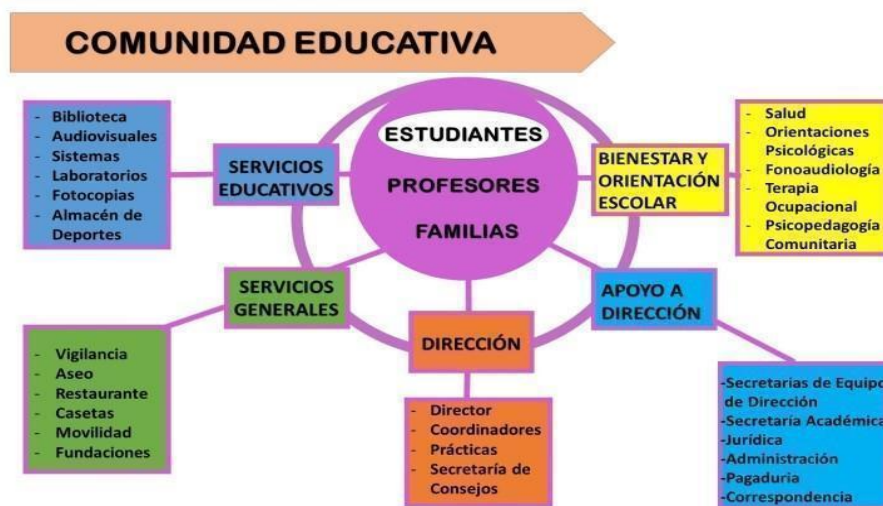 COMUNIDAD EDUCATIVA
ESTUDIANTES
PROFESORES
FAMILIAS
SERVICIOS
EDUCATIVOS
- Biblioteca
- Audiovisuales
- Sistemas
- Laboratorios
- Fotocopias
- Almacén de
Deportes
BIENESTAR Y
ORIENTACIÓN
ESCOLAR
- Salud
- Orientaciones
Psicológicas
- Fonoaudiología
- Terapia
Ocupacional
- Psicopedagogía
Comunitaria
SERVICIOS
GENERALES
- Vigilancia
- Aseo
- Restaurante
- Casetas
- Movilidad
- Fundaciones
DIRECCIÓN
- Director
- Coordinadores
- Prácticas
- Secretaría de
Consejos
APOYO A
DIRECCIÓN
-Secretarias de Equipo
de Dirección
-Secretaría Académica
-Jurídica
-Administración
-Pagaduria
-Correspondencia